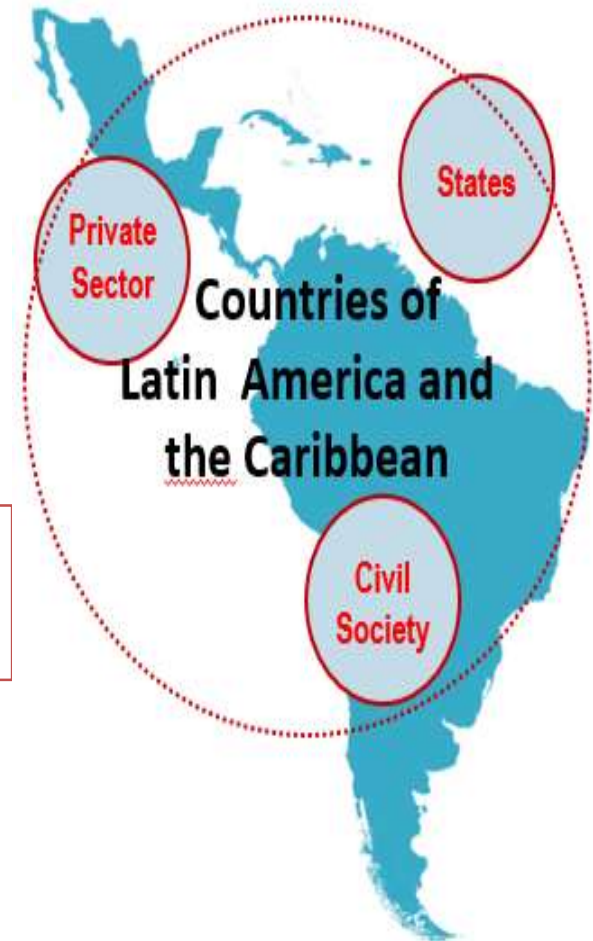 States
Private
Sector
Countries of
Latin America and
the Caribbean
Civil
Society